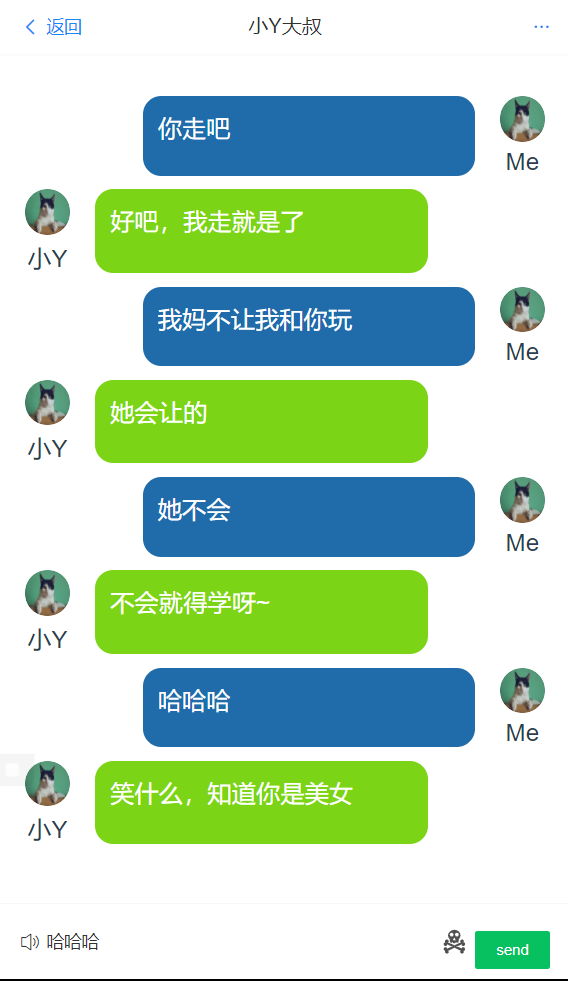 返回
小Y大叔
...
你走吧
Me
好吧，我走就是了
小Y
我妈不让我和你玩
Me
她会让的
小Y
她不会
Me
不会就得学呀~
小Y
哈哈哈
Me
笑什么，知道你是美女
小Y
哈哈哈
send